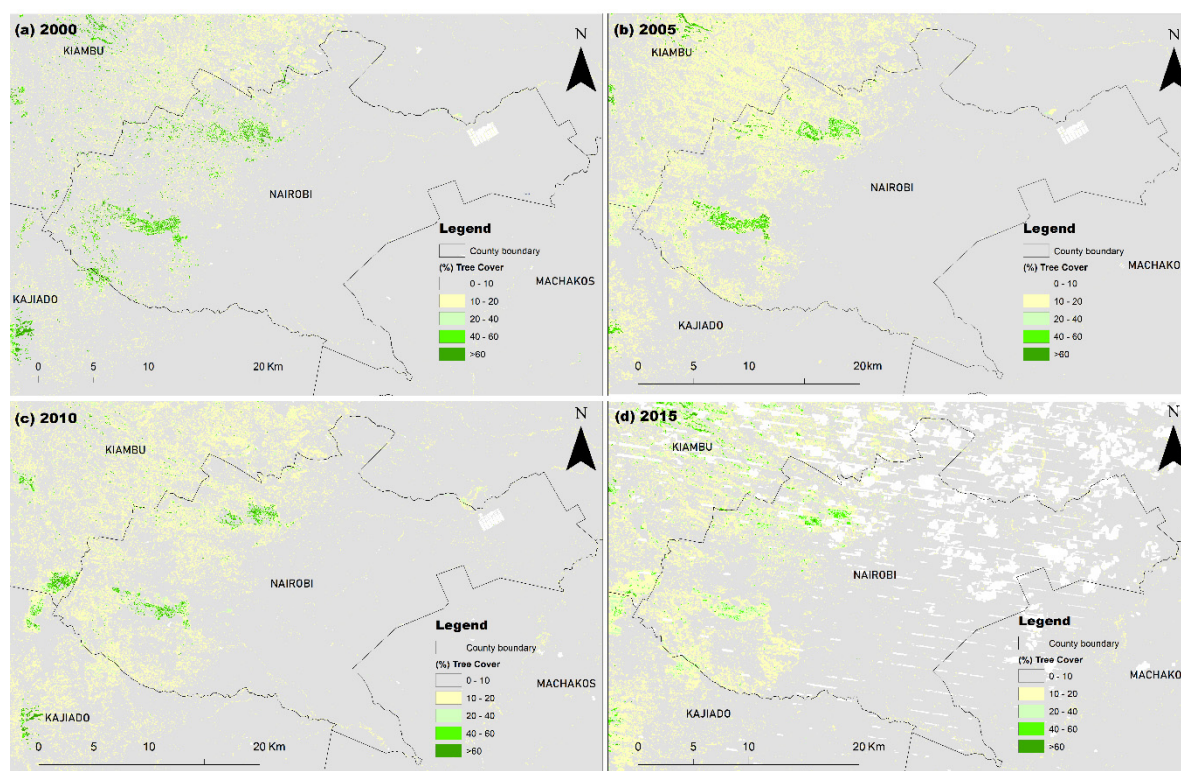 (a) 2000
N
KIAMBU
NAIROBI
Legend
County boundary
(%) Tree Cover
0 - 10
10 - 20
20 - 40
40 - 60
>60
MACHAKOS
KAJIADO
0 5 10 20 Km
(b) 2005
N
KIAMBU
NAIROBI
Legend
County boundary
(%) Tree Cover
0 - 10
10 - 20
20 - 40
40 - 60
>60
MACHAKO
KAJIADO
0 5 10 20 km
(c) 2010
N
KIAMBU
NAIROBI
Legend
County boundary
(%) Tree Cover
0 - 10
10 - 20
20 - 40
40 - 60
>60
MACHAKOS
KAJIADO
0 5 10 20 Km
(d) 2015
N
KIAMBU
NAIROBI
Legend
County boundary
(%) Tree Cover
0 - 10
10 - 20
20 - 40
40 - 60
>60
MACHAKO
KAJIADO
0 5 10 20 Km